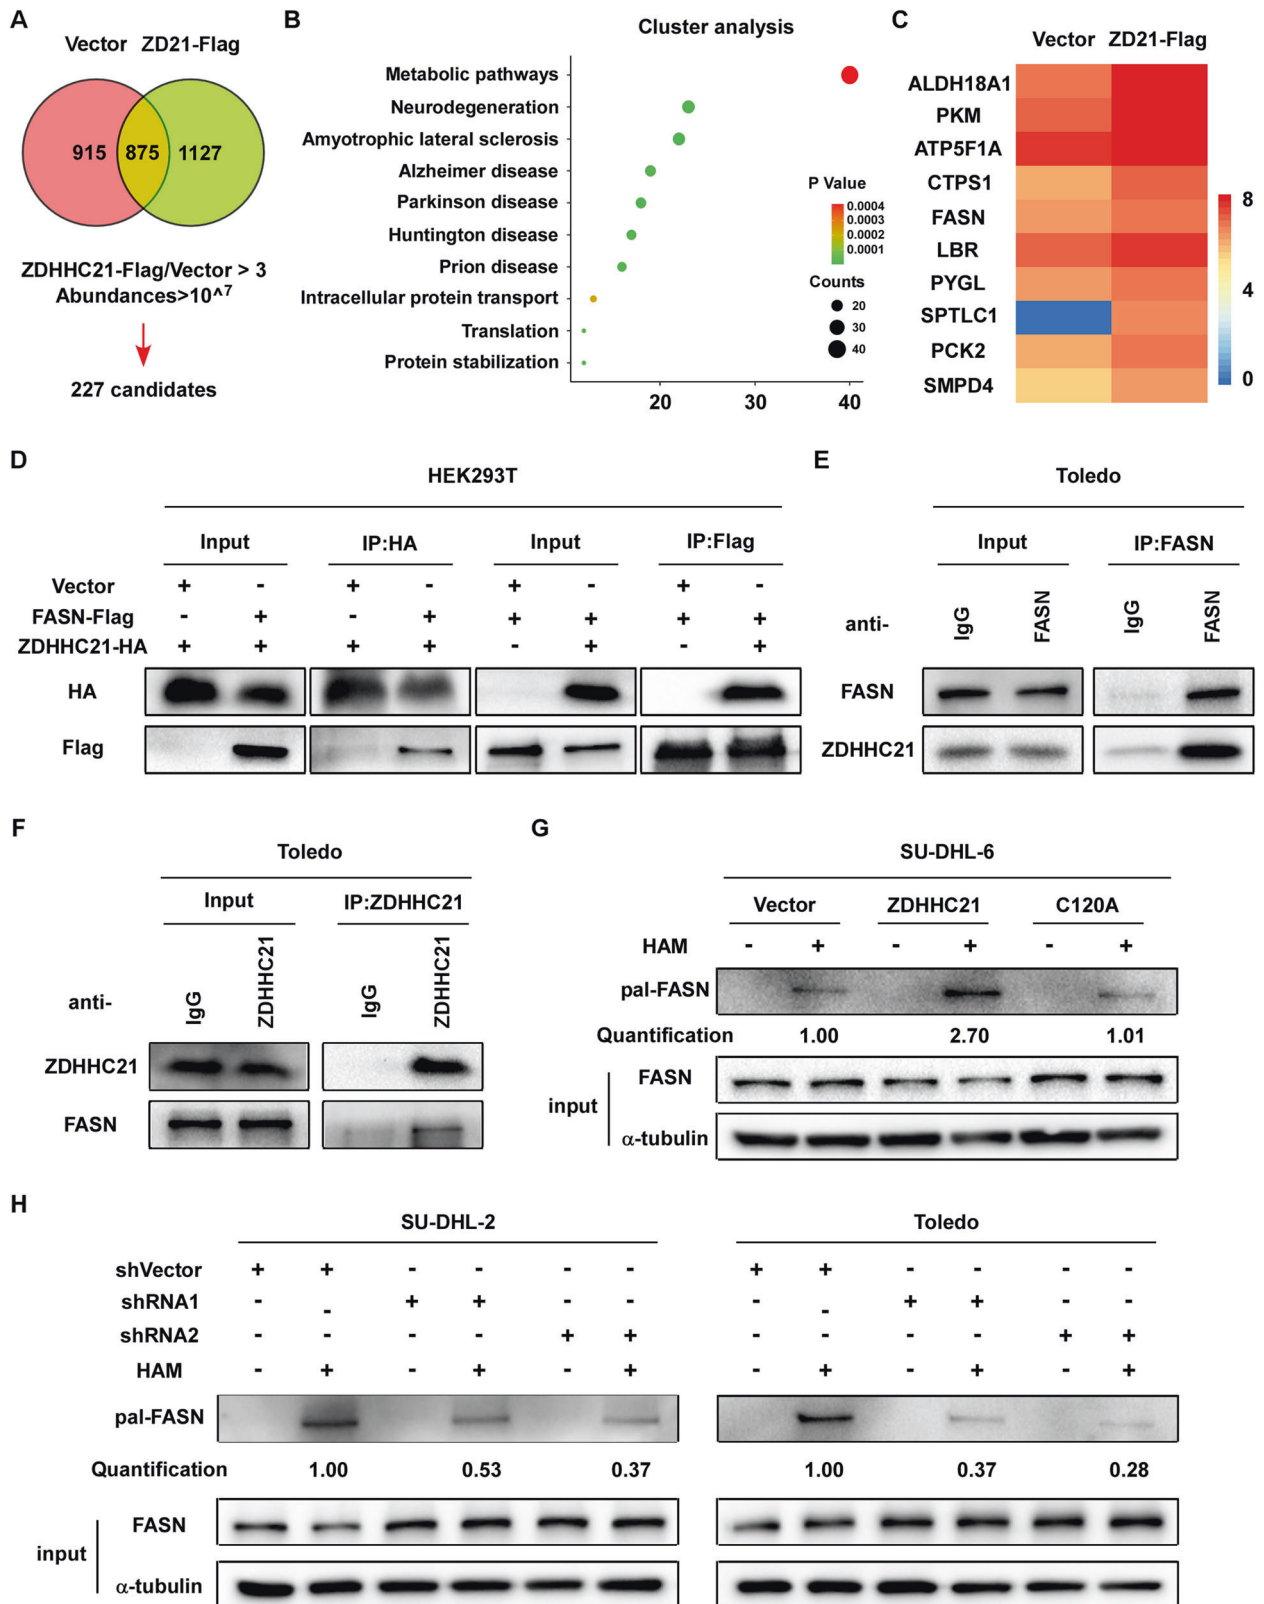 A
Vector ZD21-Flag
915 875 1127
ZDHHC21-Flag/Vector > 3
Abundances>10^7
227 candidates
B
Cluster analysis
Metabolic pathways
Neurodegeneration
Amyotrophic lateral sclerosis
Alzheimer disease
Parkinson disease
Huntington disease
Prion disease
Intracellular protein transport
Translation
Protein stabilization
20 30 40
P Value
0.0004
0.0003
0.0002
0.0001
Counts
20
30
40
C
Vector ZD21-Flag
ALDH18A1
PKM
ATP5F1A
CTPS1
FASN
LBR
PYGL
SPTLC1
PCK2
SMPD4
8
4
0
D
HEK293T
Input IP:HA Input IP:Flag
Vector + - + - + - + -
FASN-Flag - + - + + + + +
ZDHHC21-HA + + + + - + - +
HA
Flag
E
Toledo
Input IP:FASN
anti- IgG FASN IgG FASN
FASN
ZDHHC21
F
Toledo
Input IP:ZDHHC21
anti- IgG ZDHHC21 IgG ZDHHC21
ZDHHC21
FASN
G
SU-DHL-6
Vector ZDHHC21 C120A
HAM - + - + - +
pal-FASN
Quantification 1.00 2.70 1.01
FASN
input
α-tubulin
H
SU-DHL-2 Toledo
shVector + + - - - - + + - - - -
shRNA1 - - + + - - - - + + - -
shRNA2 - - - - + + - - - - + +
HAM - + - + - + - + - + - +
pal-FASN
Quantification 1.00 0.53 0.37 1.00 0.37 0.28
FASN
input
α-tubulin